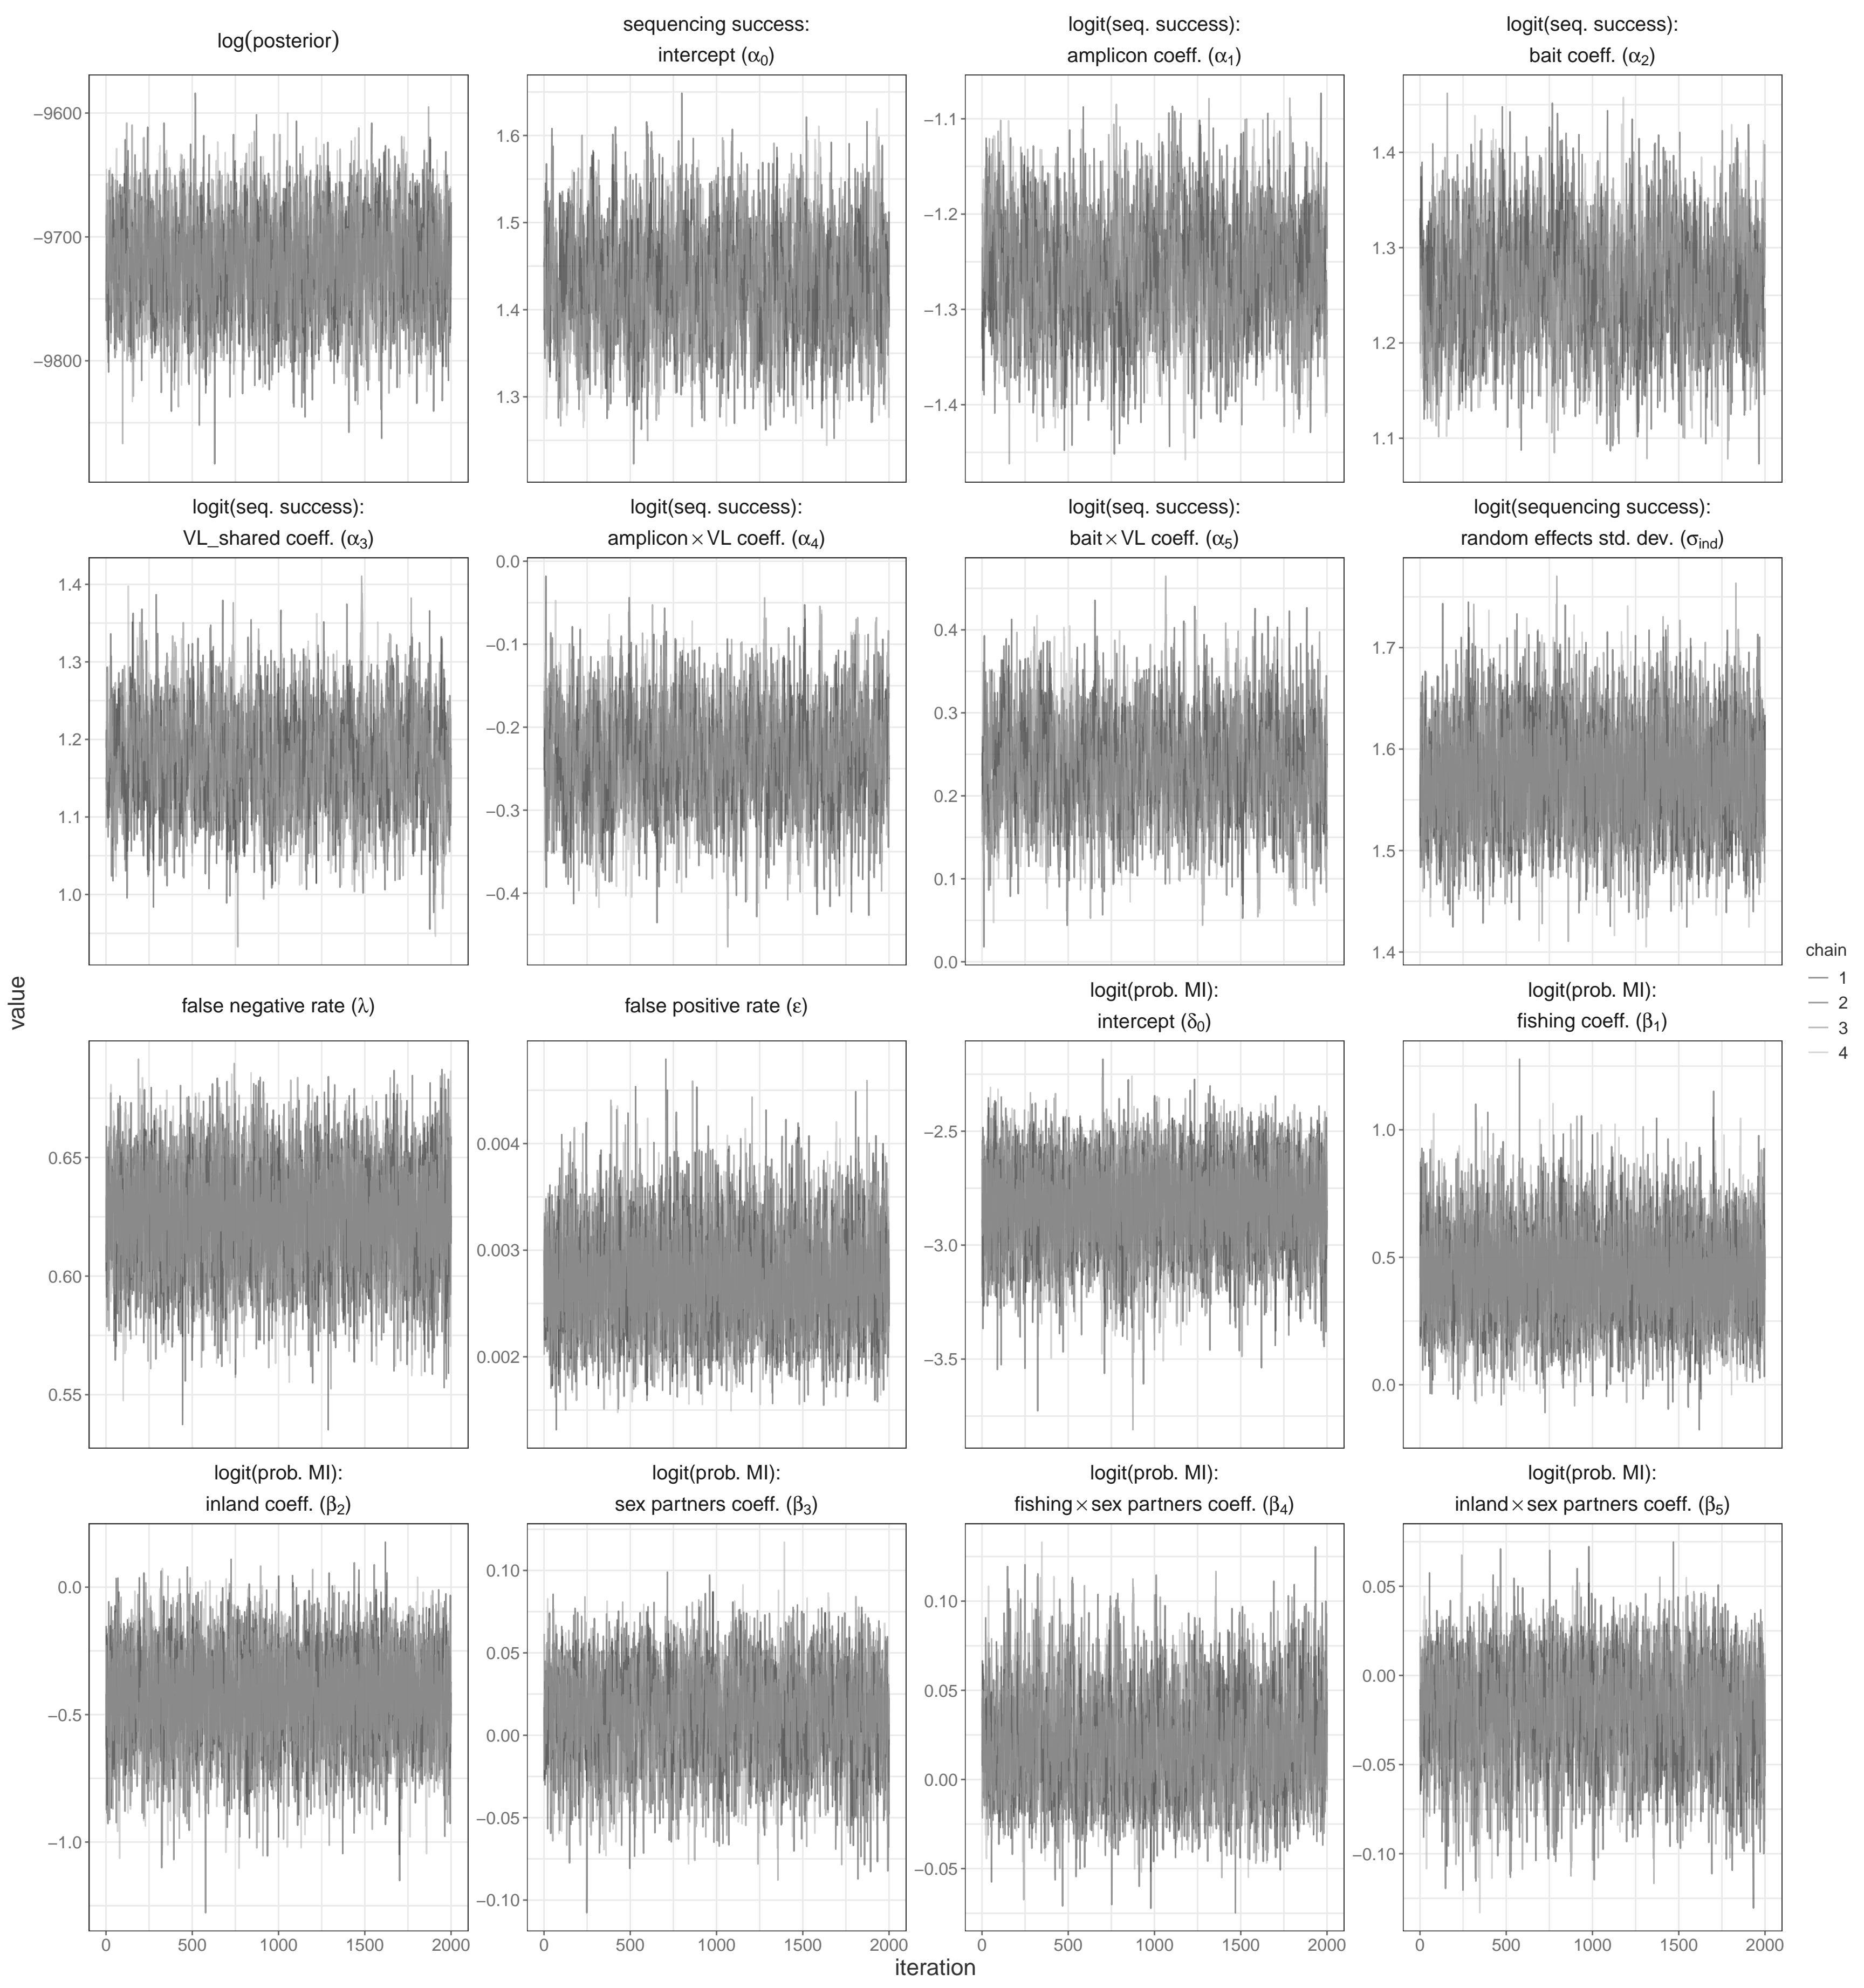 log(posterior)
sequencing success:
intercept (α0)
logit(seq. success):
amplicon coeff. (α1)
logit(seq. success):
bait coeff. (α2)
−9600
−9700
−9800
1.6
1.5
1.4
1.3
−1.1
−1.2
−1.3
−1.4
1.4
1.3
1.2
1.1
logit(seq. success):
VL_shared coeff. (α3)
logit(seq. success):
amplicon × VL coeff. (α4)
logit(seq. success):
bait × VL coeff. (α5)
logit(sequencing success):
random effects std. dev. (σind)
1.4
1.3
1.2
1.1
1.0
0.0
−0.1
−0.2
−0.3
−0.4
0.4
0.3
0.2
0.1
0.0
1.7
1.6
1.5
1.4
value
chain
1
2
3
4
false negative rate (λ)
false positive rate (ε)
logit(prob. MI):
intercept (δ0)
logit(prob. MI):
fishing coeff. (β1)
0.65
0.60
0.55
0.004
0.003
0.002
−2.5
−3.0
−3.5
1.0
0.5
0.0
logit(prob. MI):
inland coeff. (β2)
logit(prob. MI):
sex partners coeff. (β3)
logit(prob. MI):
fishing × sex partners coeff. (β4)
logit(prob. MI):
inland × sex partners coeff. (β5)
0.0
−0.5
−1.0
0.10
0.05
0.00
−0.05
−0.10
0.10
0.05
0.00
−0.05
0.05
0.00
−0.05
−0.10
0 500 1000 1500 2000
0 500 1000 1500 2000
0 500 1000 1500 2000
0 500 1000 1500 2000
iteration